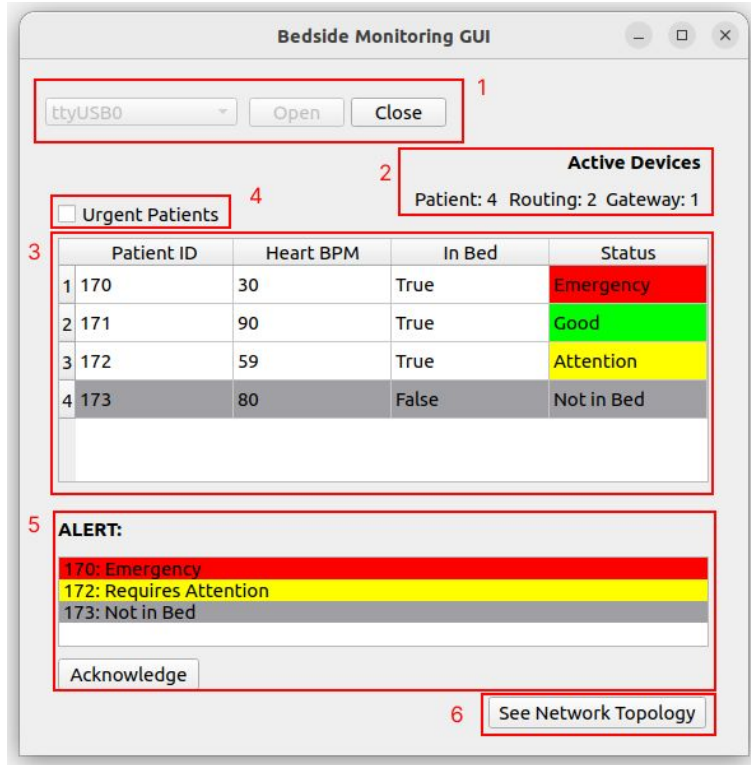 Bedside Monitoring GUI
1
ttyUSB0 Open Close
2
Active Devices
Patient: 4 Routing: 2 Gateway: 1
4
Urgent Patients
3
Patient ID Heart BPM In Bed Status
1 170 30 True Emergency
2 171 90 True Good
3 172 59 True Attention
4 173 80 False Not in Bed
5
ALERT:
170: Emergency
172: Requires Attention
173: Not in Bed
Acknowledge
6
See Network Topology